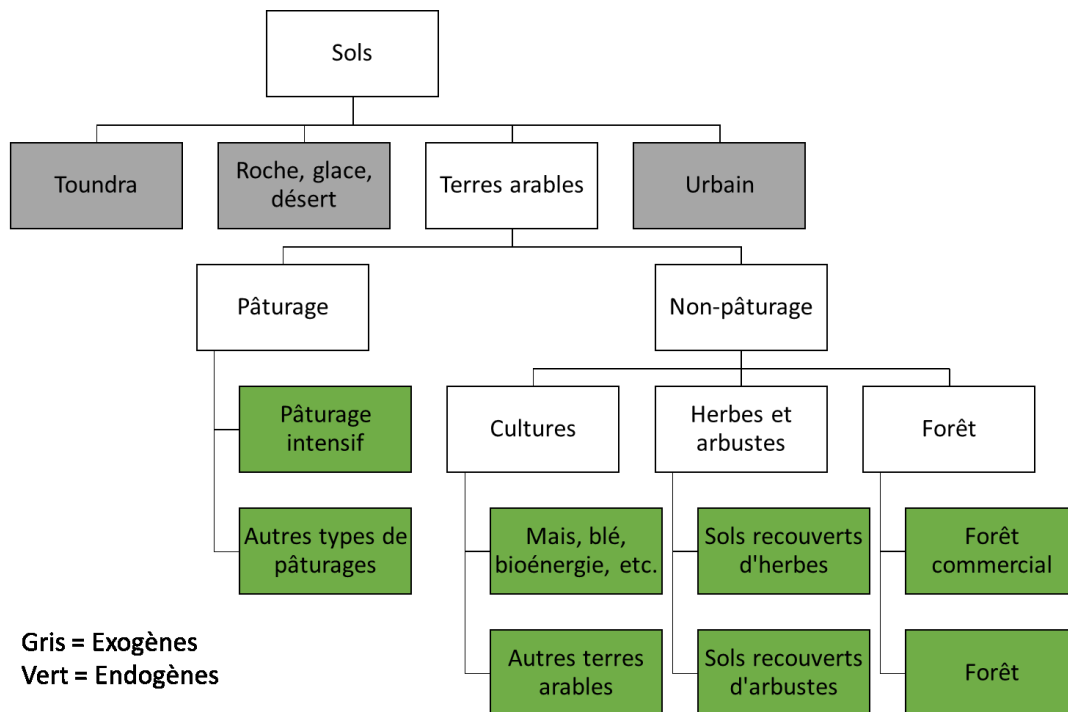 Sols
Toundra
Roche, glace,
désert
Terres arables
Urbain
Pâturage
Non-pâturage
Pâturage
intensif
Cultures
Herbes et
arbustes
Forêt
Autres types de
pâturages
Mais, blé,
bioénergie, etc.
Sols recouverts
d'herbes
Forêt
commercial
Autres terres
arables
Sols recouverts
d'arbustes
Forêt
Gris = Exogènes
Vert = Endogènes